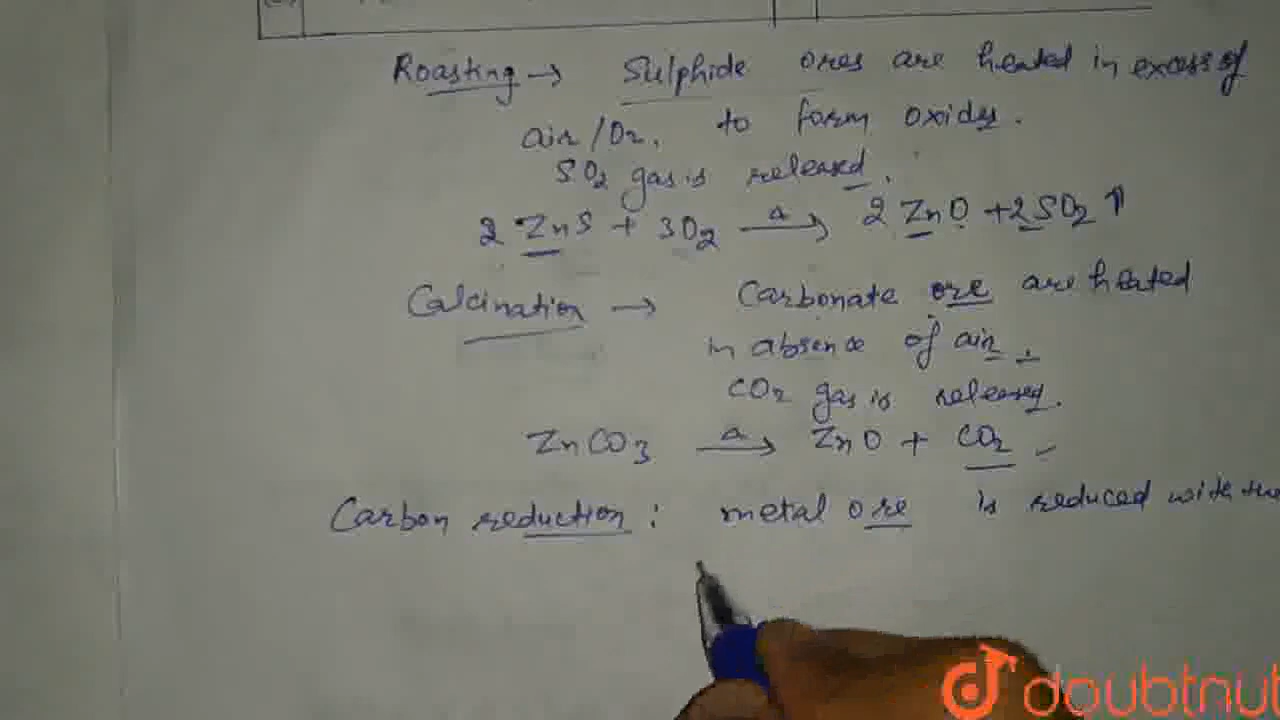 Roasting → Sulphide ores are heated in excess of
air/O2. to form oxides.
SO2 gas is released.
2 ZnS + 3O2 —Δ→ 2 ZnO + 2SO2 ↑
Calcination → Carbonate ore are heated
in absence of air.
CO2 gas is released.
ZnCO3 —Δ→ ZnO + CO2
Carbon reduction : metal ore is reduced with
doubtnut